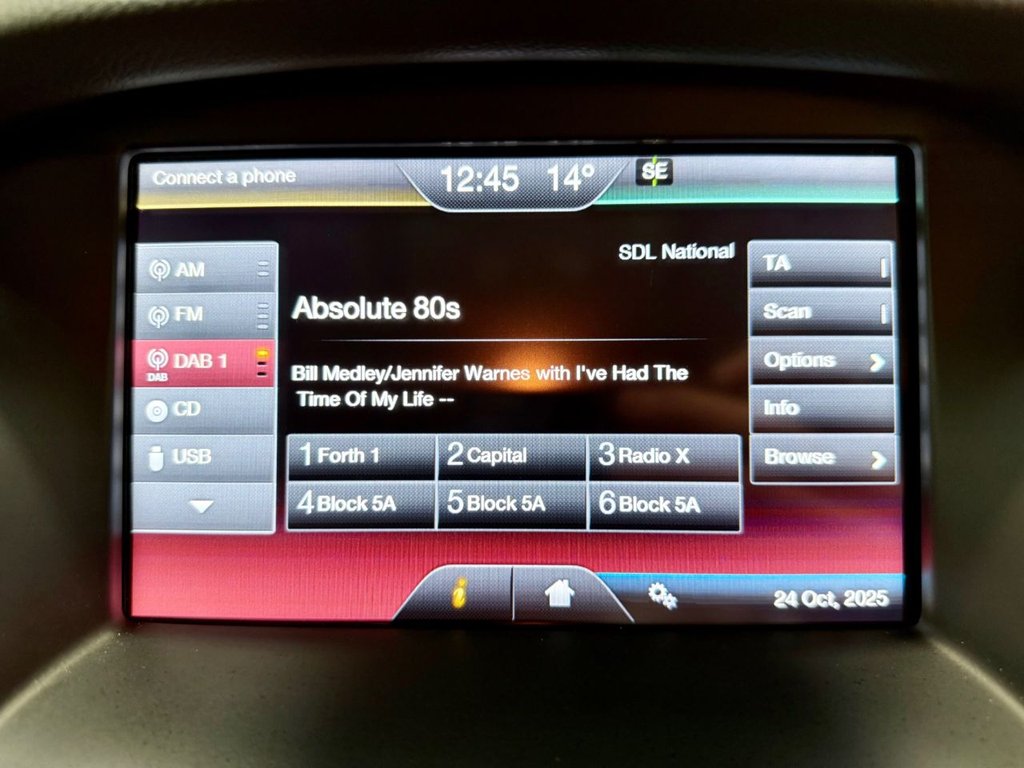 Connect a phone
12:45 14° SE
SDL National
AM
FM
DAB 1
DAB
CD
USB
Absolute 80s
Bill Medley/Jennifer Warnes with I've Had The
Time Of My Life --
1 Forth 1
2 Capital
3 Radio X
4 Block 5A
5 Block 5A
6 Block 5A
TA
Scan
Options
Info
Browse
i
24 Oct, 2025